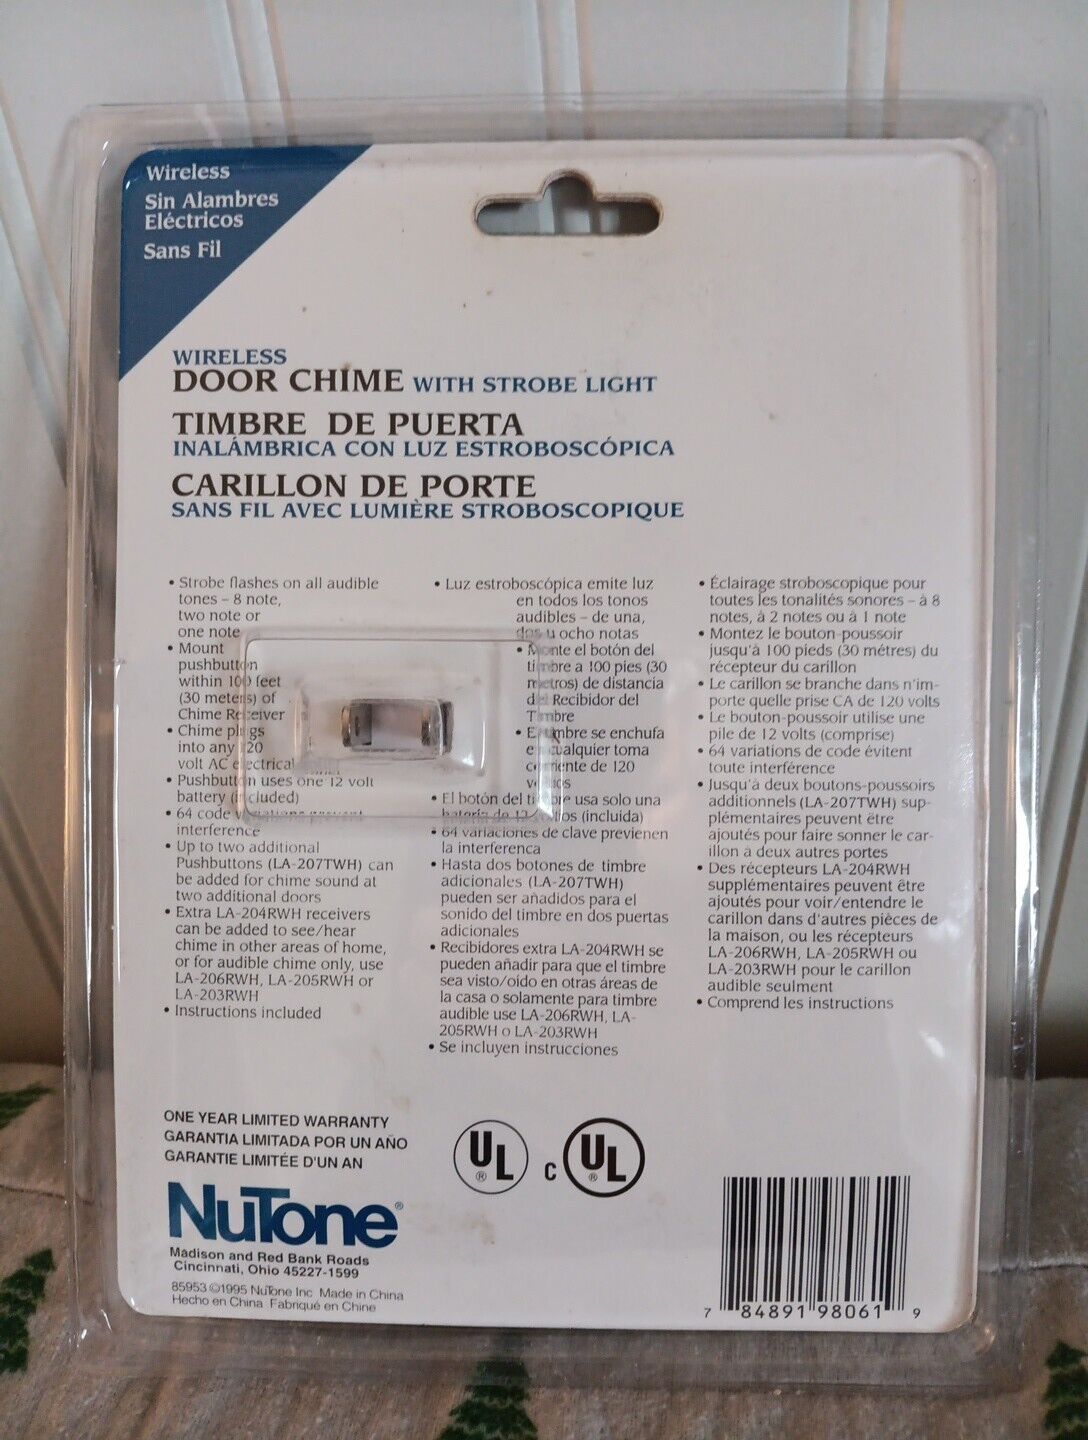 Wireless
Sin Alambres
Eléctricos
Sans Fil
WIRELESS
DOOR CHIME WITH STROBE LIGHT
TIMBRE DE PUERTA
INALÁMBRICA CON LUZ ESTROBOSCÓPICA
CARILLON DE PORTE
SANS FIL AVEC LUMIÈRE STROBOSCOPIQUE
• Strobe flashes on all audible
tones – 8 note,
two note or
one note
• Mount
pushbutton
within 100 feet
(30 meters) of
Chime Receiver
• Chime plugs
into any 120
volt AC electrical
• Pushbutton uses one 12 volt
battery (included)
• 64 code variations prevent
interference
• Up to two additional
Pushbuttons (LA-207TWH) can
be added for chime sound at
two additional doors
• Extra LA-204RWH receivers
can be added to see/hear
chime in other areas of home,
or for audible chime only, use
LA-206RWH, LA-205RWH or
LA-203RWH
• Instructions included
• Luz estroboscópica emite luz
en todos los tonos
audibles – de una,
dos u ocho notas
• Monte el botón del
timbre a 100 pies (30
metros) de distancia
del Recibidor del
Timbre
• El timbre se enchufa
en cualquier toma
corriente de 120
voltios
• El botón del timbre usa solo una
batería de 12 voltios (incluida)
• 64 variaciones de clave previenen
la interferenca
• Hasta dos botones de timbre
adicionales (LA-207TWH)
pueden ser añadidos para el
sonido del timbre en dos puertas
adicionales
• Recibidores extra LA-204RWH se
pueden añadir para que el timbre
sea visto/oído en otras áreas de
la casa o solamente para timbre
audible use LA-206RWH, LA-
205RWH o LA-203RWH
• Se incluyen instrucciones
• Éclairage stroboscopique pour
toutes les tonalités sonores – à 8
notes, à 2 notes ou à 1 note
• Montez le bouton-poussoir
jusqu'à 100 pieds (30 métres) du
récepteur du carillon
• Le carillon se branche dans n'im-
porte quelle prise CA de 120 volts
• Le bouton-poussoir utilise une
pile de 12 volts (comprise)
• 64 variations de code évitent
toute interférence
• Jusqu'à deux boutons-poussoirs
additionnels (LA-207TWH) sup-
plémentaires peuvent être
ajoutés pour faire sonner le car-
illon à deux autres portes
• Des récepteurs LA-204RWH
supplémentaires peuvent être
ajoutés pour voir/entendre le
carillon dans d'autres pièces de
la maison, ou les récepteurs
LA-206RWH, LA-205RWH ou
LA-203RWH pour le carillon
audible seulment
• Comprend les instructions
ONE YEAR LIMITED WARRANTY
GARANTIA LIMITADA POR UN AÑO
GARANTIE LIMITÉE D'UN AN
UL ® c UL ®
NuTone®
Madison and Red Bank Roads
Cincinnati, Ohio 45227-1599
85953 ©1995 NuTone Inc Made in China
Hecho en China Fabriqué en Chine
7 84891 98061 9